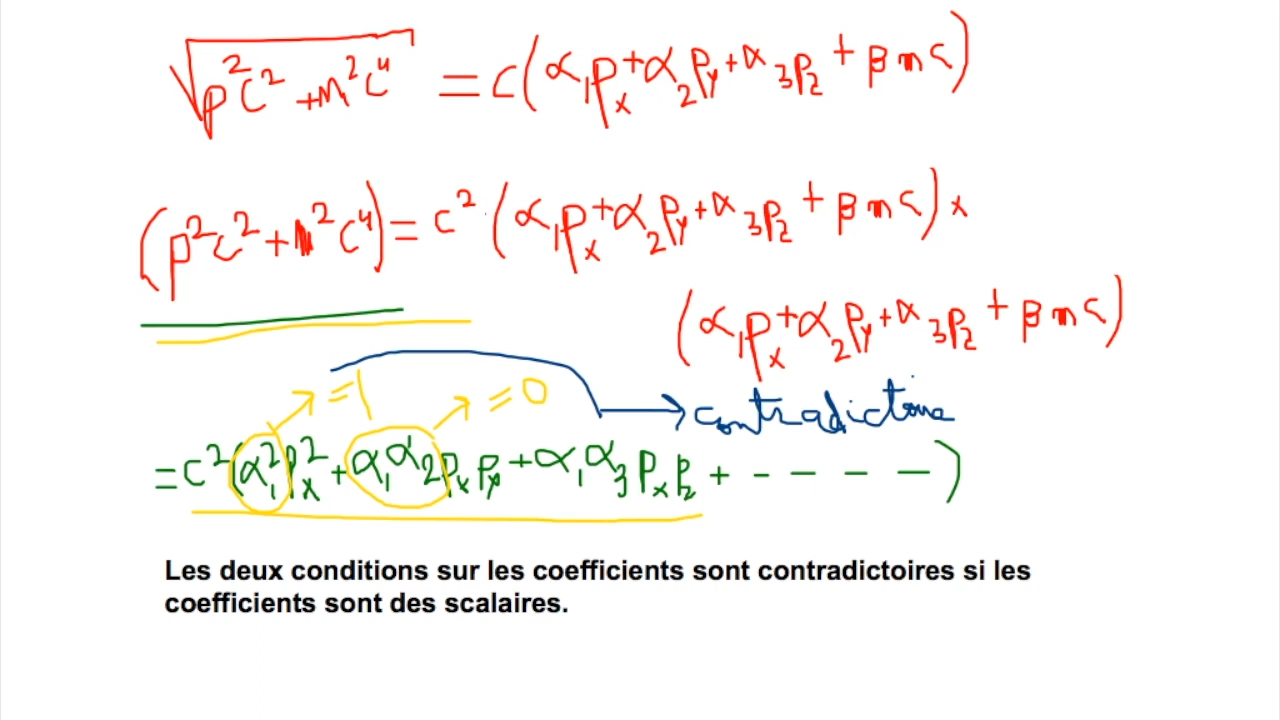 √(p²c² + m²c⁴) = c(α₁pₓ + α₂p_y + α₃p_z + βmc)
(p²c² + m²c⁴) = c² (α₁pₓ + α₂p_y + α₃p_z + βmc) ×
(α₁pₓ + α₂p_y + α₃p_z + βmc)
=1 =0 contradictoire
= c²(α₁²pₓ² + α₁α₂pₓp_y + α₁α₃pₓp_z + - - - -)
Les deux conditions sur les coefficients sont contradictoires si les
coefficients sont des scalaires.